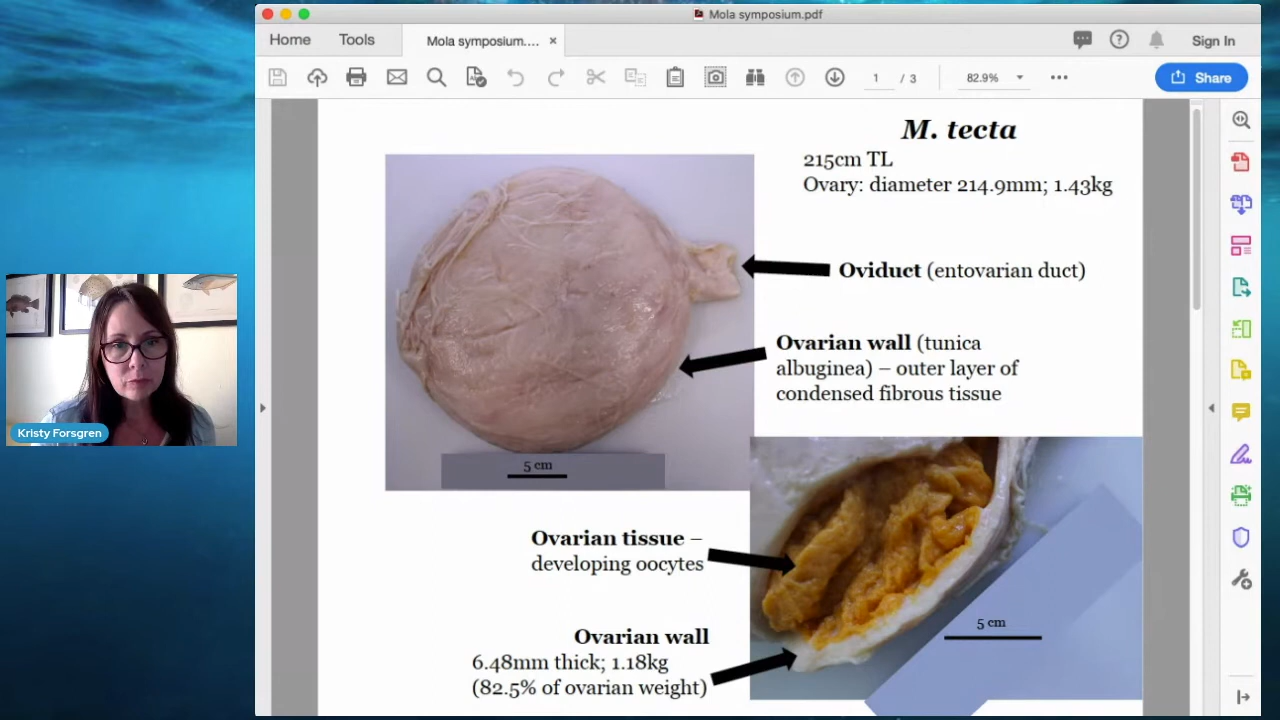 Mola symposium.pdf
Home
Tools
Mola symposium....
×
Sign In
1 / 3
82.9%
Share
M. tecta
215cm TL
Ovary: diameter 214.9mm; 1.43kg
Oviduct (entovarian duct)
Ovarian wall (tunica
albuginea) – outer layer of
condensed fibrous tissue
5 cm
Ovarian tissue –
developing oocytes
5 cm
Ovarian wall
6.48mm thick; 1.18kg
(82.5% of ovarian weight)
Kristy Forsgren